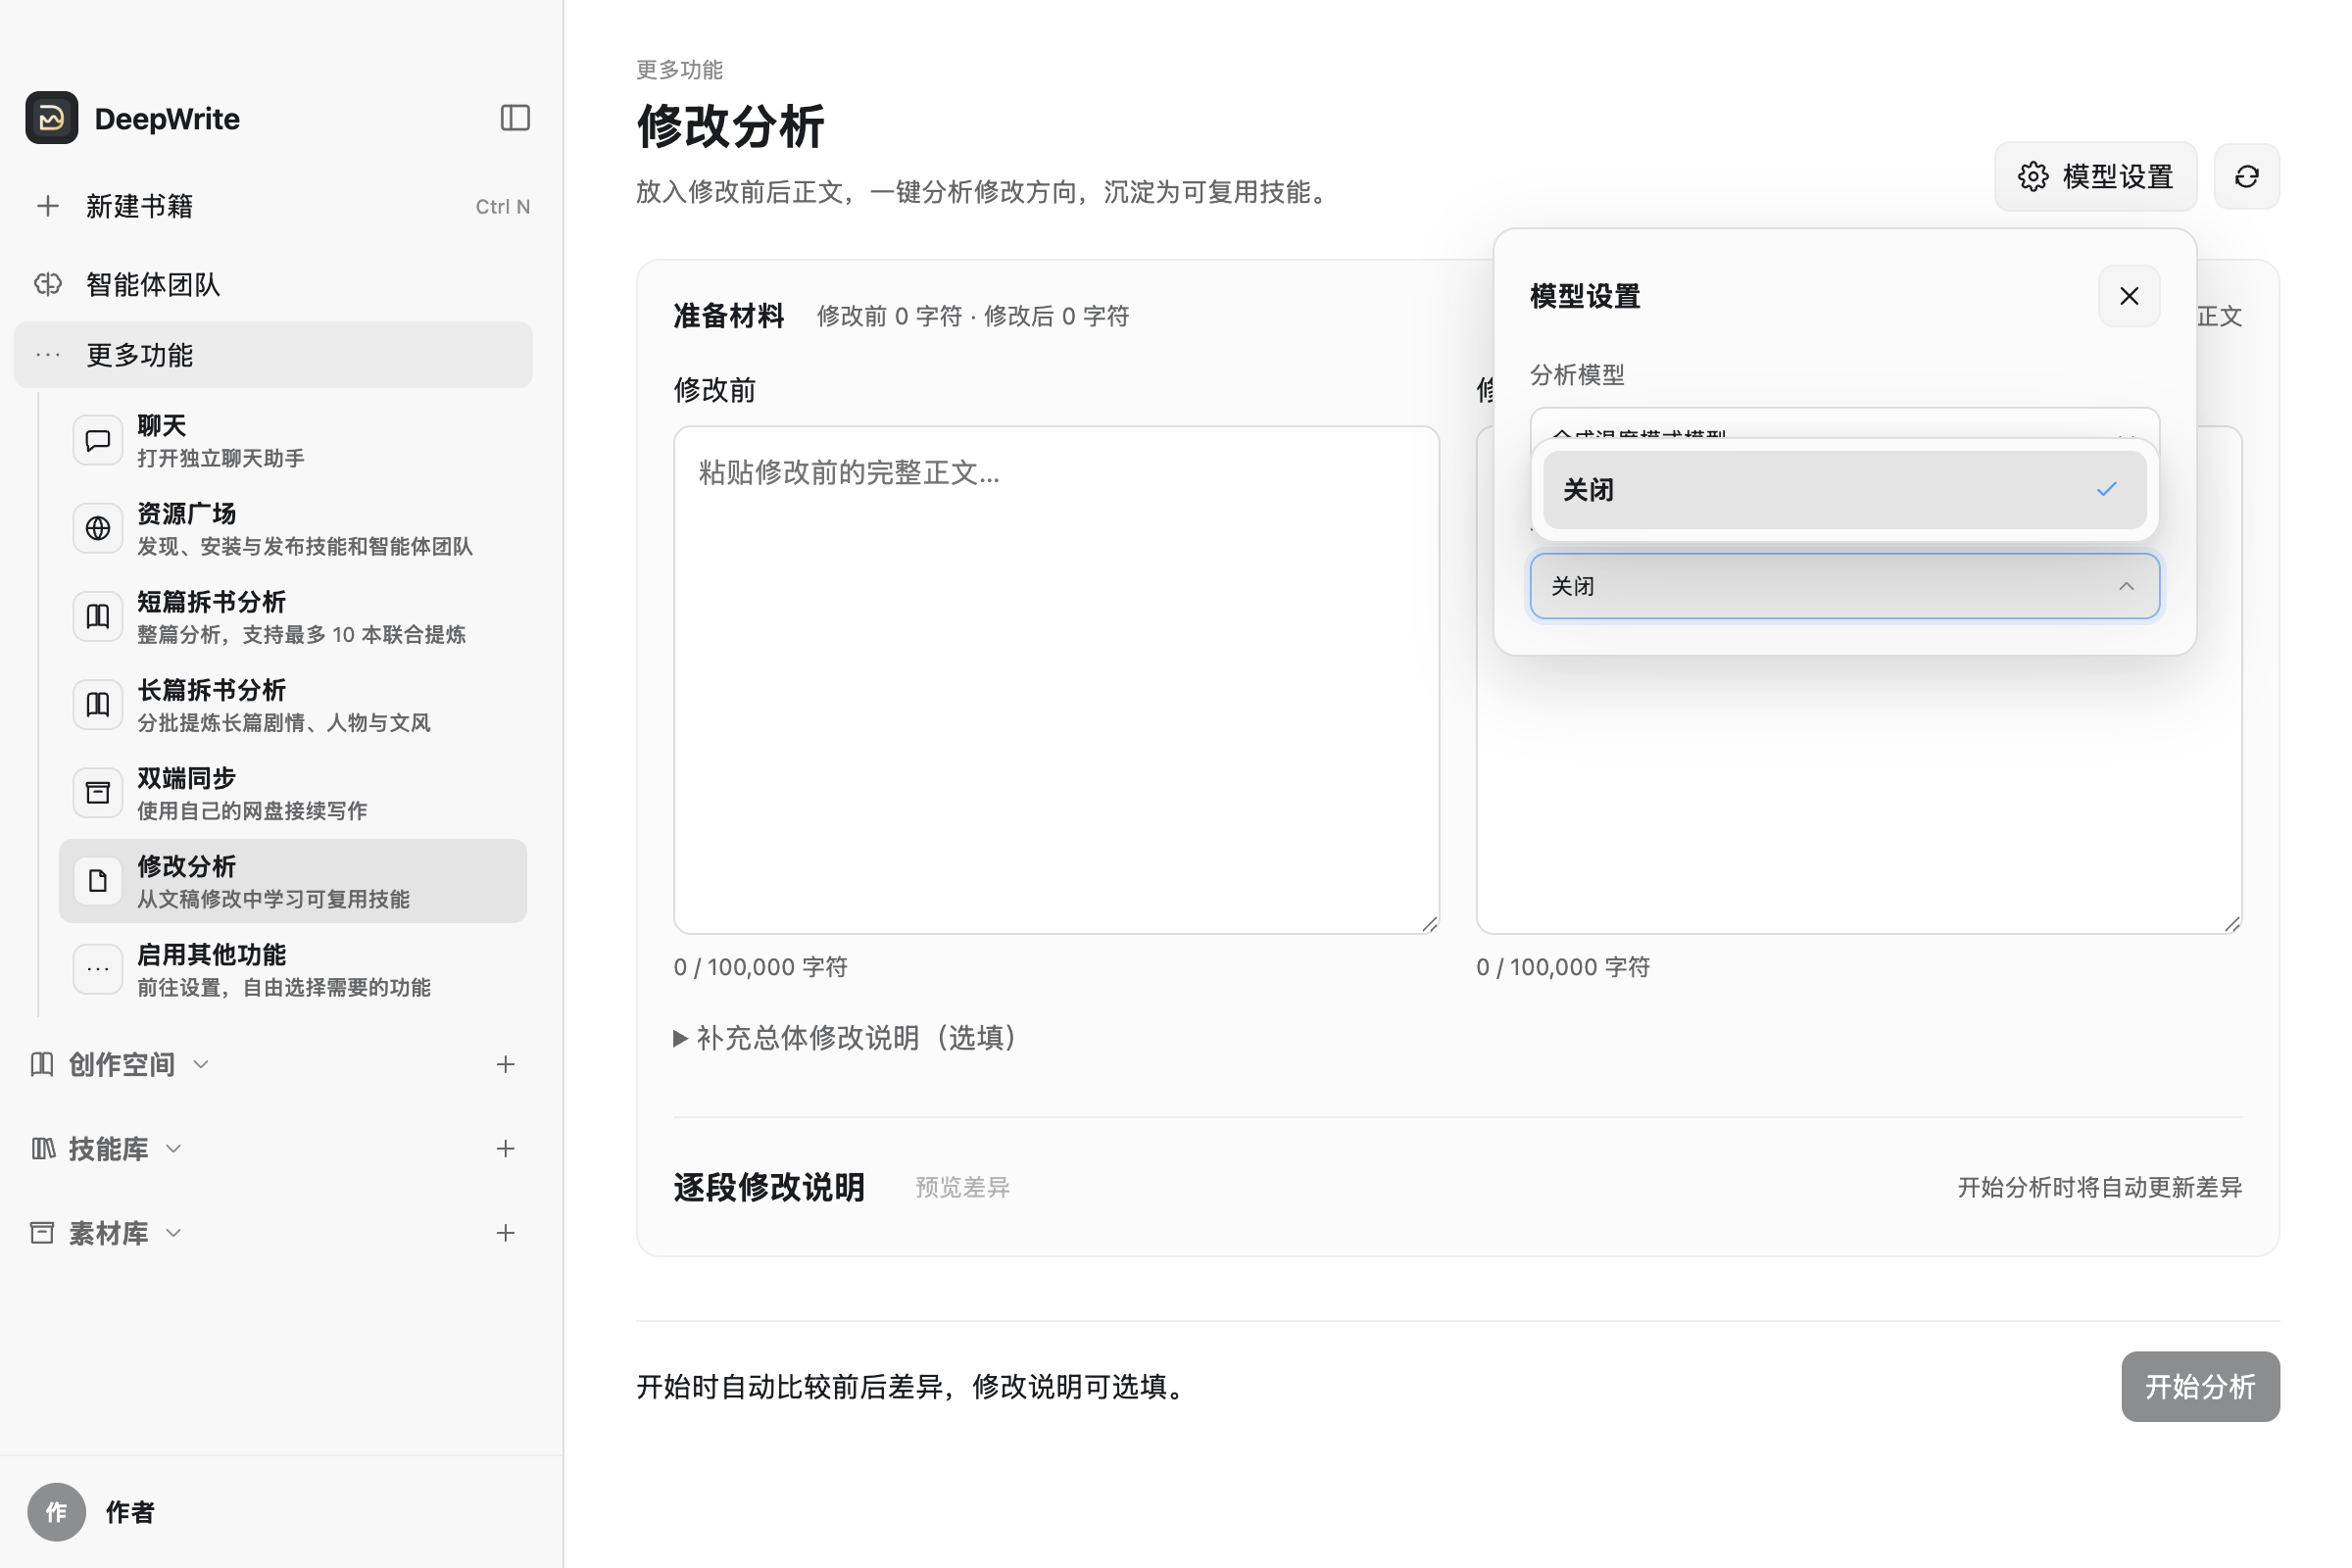 DeepWrite
新建书籍
Ctrl N
智能体团队
更多功能
聊天
打开独立聊天助手
资源广场
发现、安装与发布技能和智能体团队
短篇拆书分析
整篇分析，支持最多 10 本联合提炼
长篇拆书分析
分批提炼长篇剧情、人物与文风
双端同步
使用自己的网盘接续写作
修改分析
从文稿修改中学习可复用技能
启用其他功能
前往设置，自由选择需要的功能
创作空间
技能库
素材库
作 作者
更多功能
修改分析
放入修改前后正文，一键分析修改方向，沉淀为可复用技能。
模型设置
准备材料 修改前 0 字符 · 修改后 0 字符
正文
修改前
粘贴修改前的完整正文...
0 / 100,000 字符
模型设置
分析模型
关闭
关闭
0 / 100,000 字符
补充总体修改说明（选填）
逐段修改说明 预览差异 开始分析时将自动更新差异
开始时自动比较前后差异，修改说明可选填。
开始分析